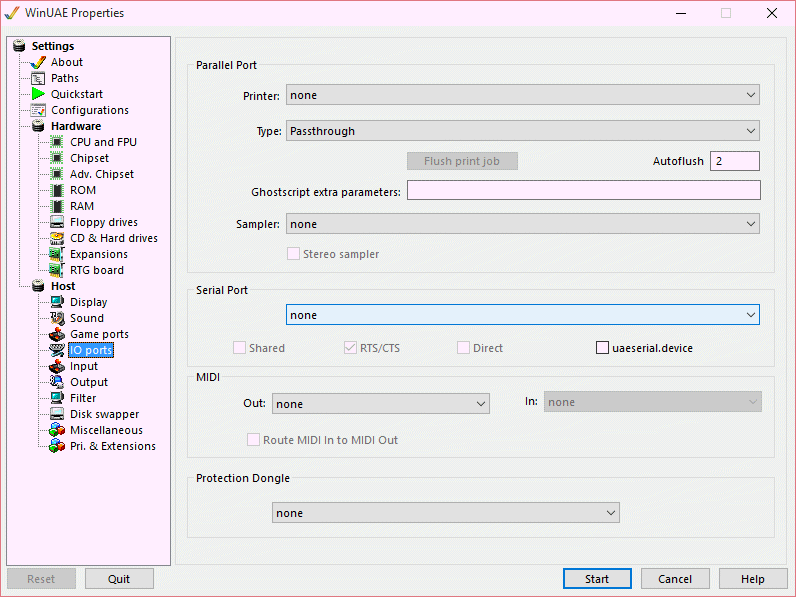 WinUAE Properties
Settings
About
Paths
Quickstart
Configurations
Hardware
CPU and FPU
Chipset
Adv. Chipset
ROM
RAM
Floppy drives
CD & Hard drives
Expansions
RTG board
Host
Display
Sound
Game ports
IO ports
Input
Output
Filter
Disk swapper
Miscellaneous
Pri. & Extensions
Parallel Port
Printer: none
Type: Passthrough
Flush print job Autoflush 2
Ghostscript extra parameters:
Sampler: none
Stereo sampler
Serial Port
none
Shared RTS/CTS Direct uaeserial.device
MIDI
Out: none In: none
Route MIDI In to MIDI Out
Protection Dongle
none
Reset Quit Start Cancel Help